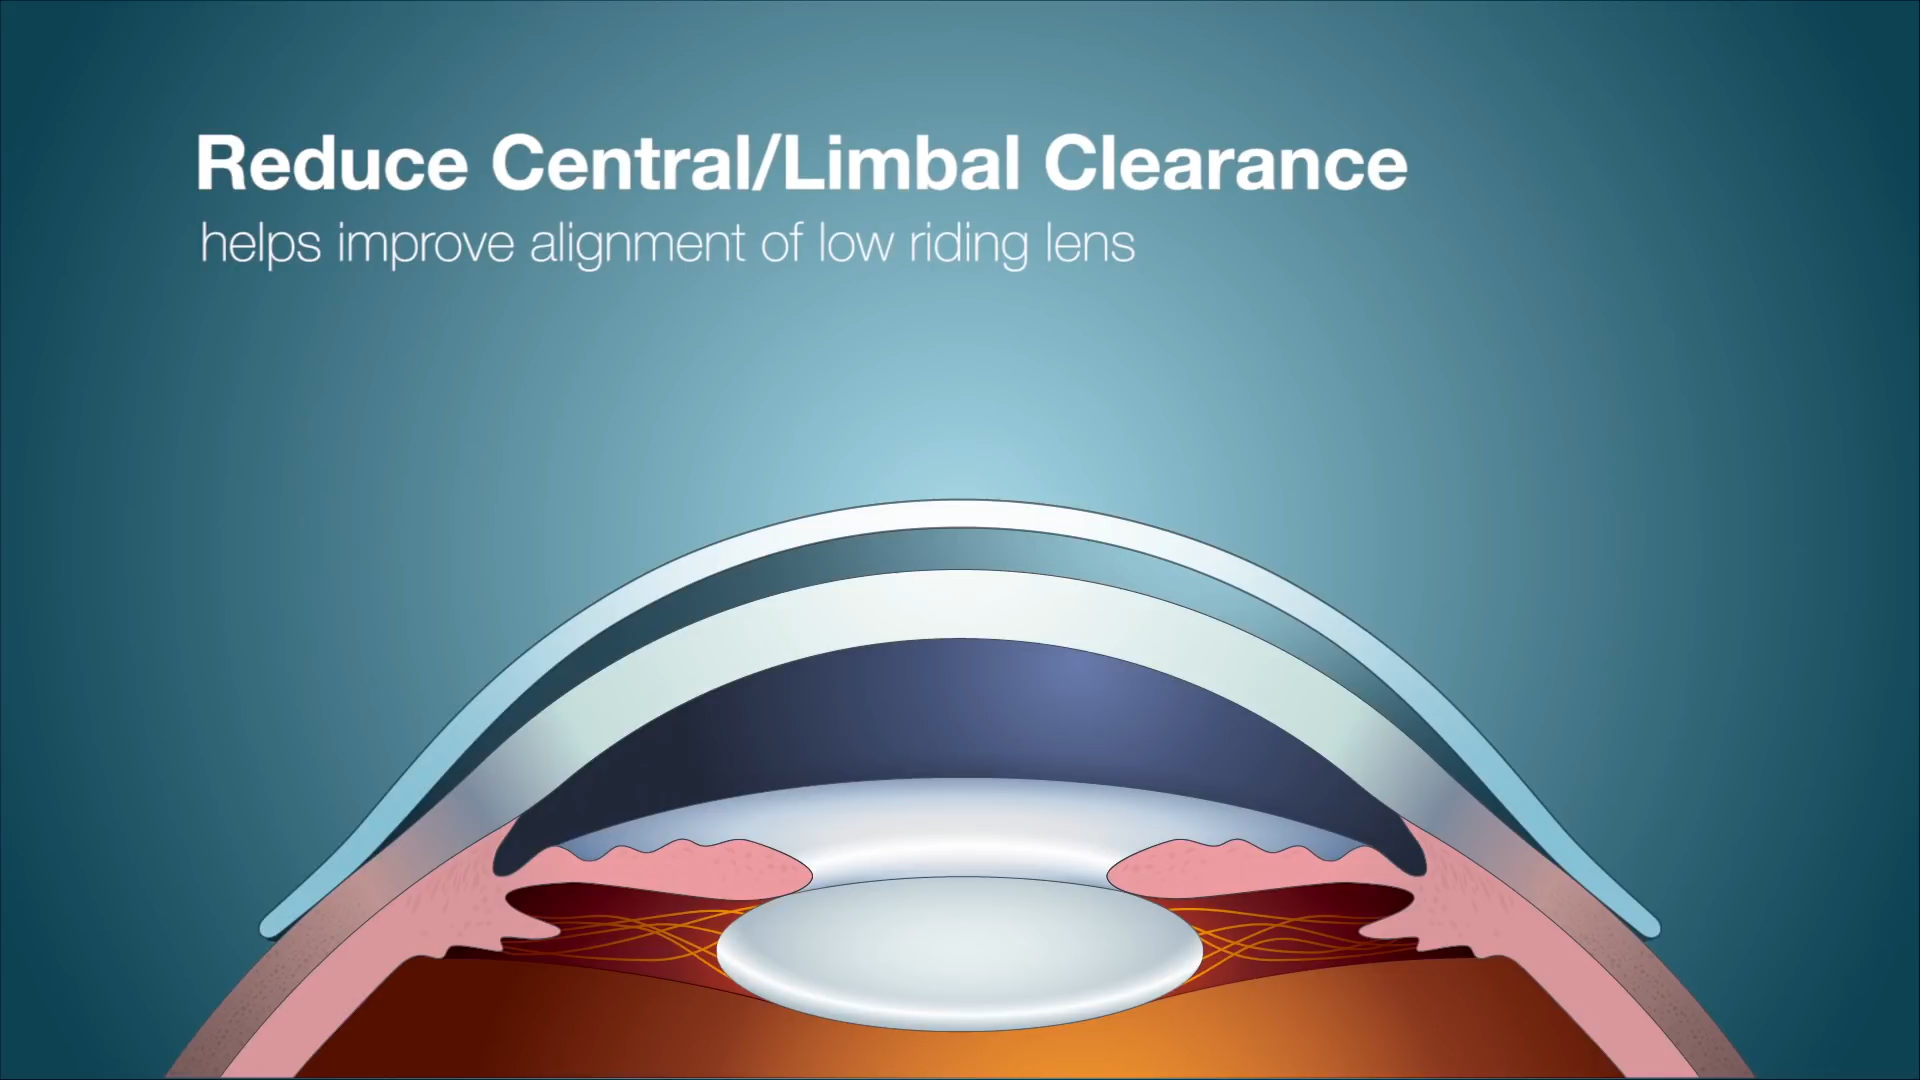 Reduce Central/Limbal Clearance
helps improve alignment of low riding lens